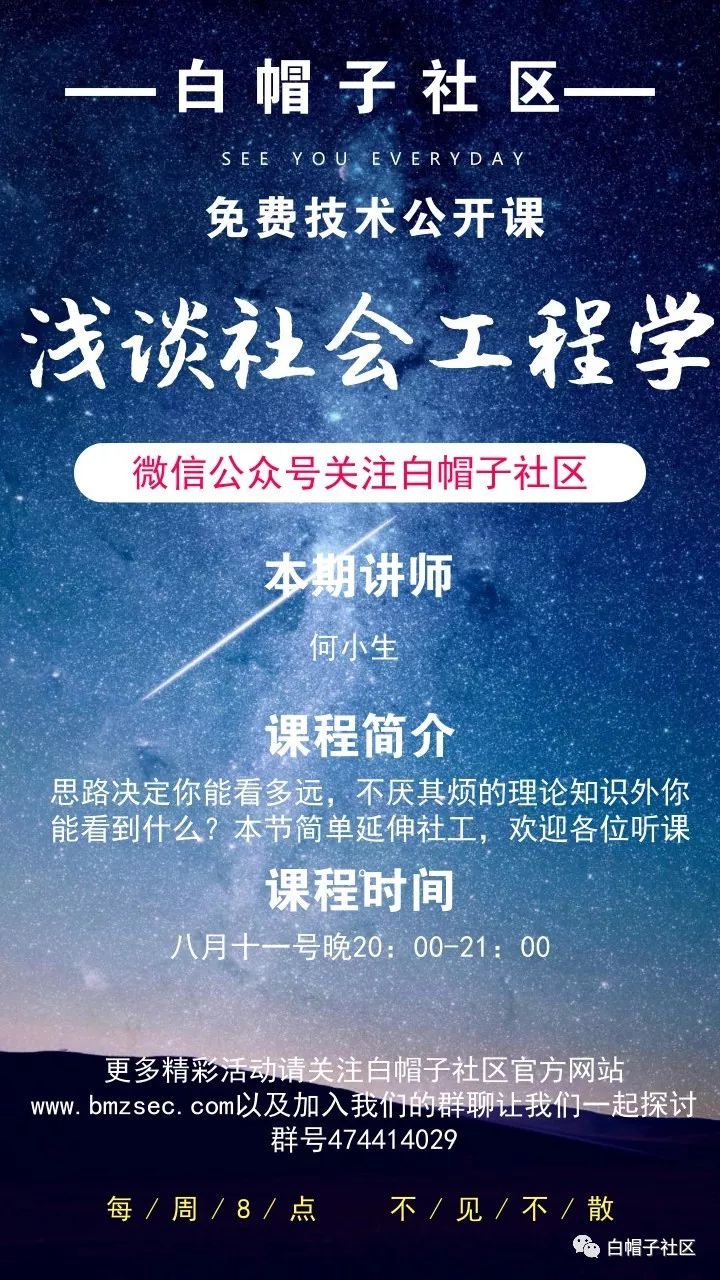 白帽子社区
SEE YOU EVERYDAY
免费技术公开课
浅谈社会工程学
微信公众号关注白帽子社区
本期讲师
何小生
课程简介
思路决定你能看多远，不厌其烦的理论知识外你
能看到什么？本节简单延伸社工，欢迎各位听课
。
课程时间
八月十一号晚20：00-21：00
更多精彩活动请关注白帽子社区官方网站
www.bmzsec.com以及加入我们的群聊让我们一起探讨
群号474414029
每/周/8/点 不/见/不/散
白帽子社区